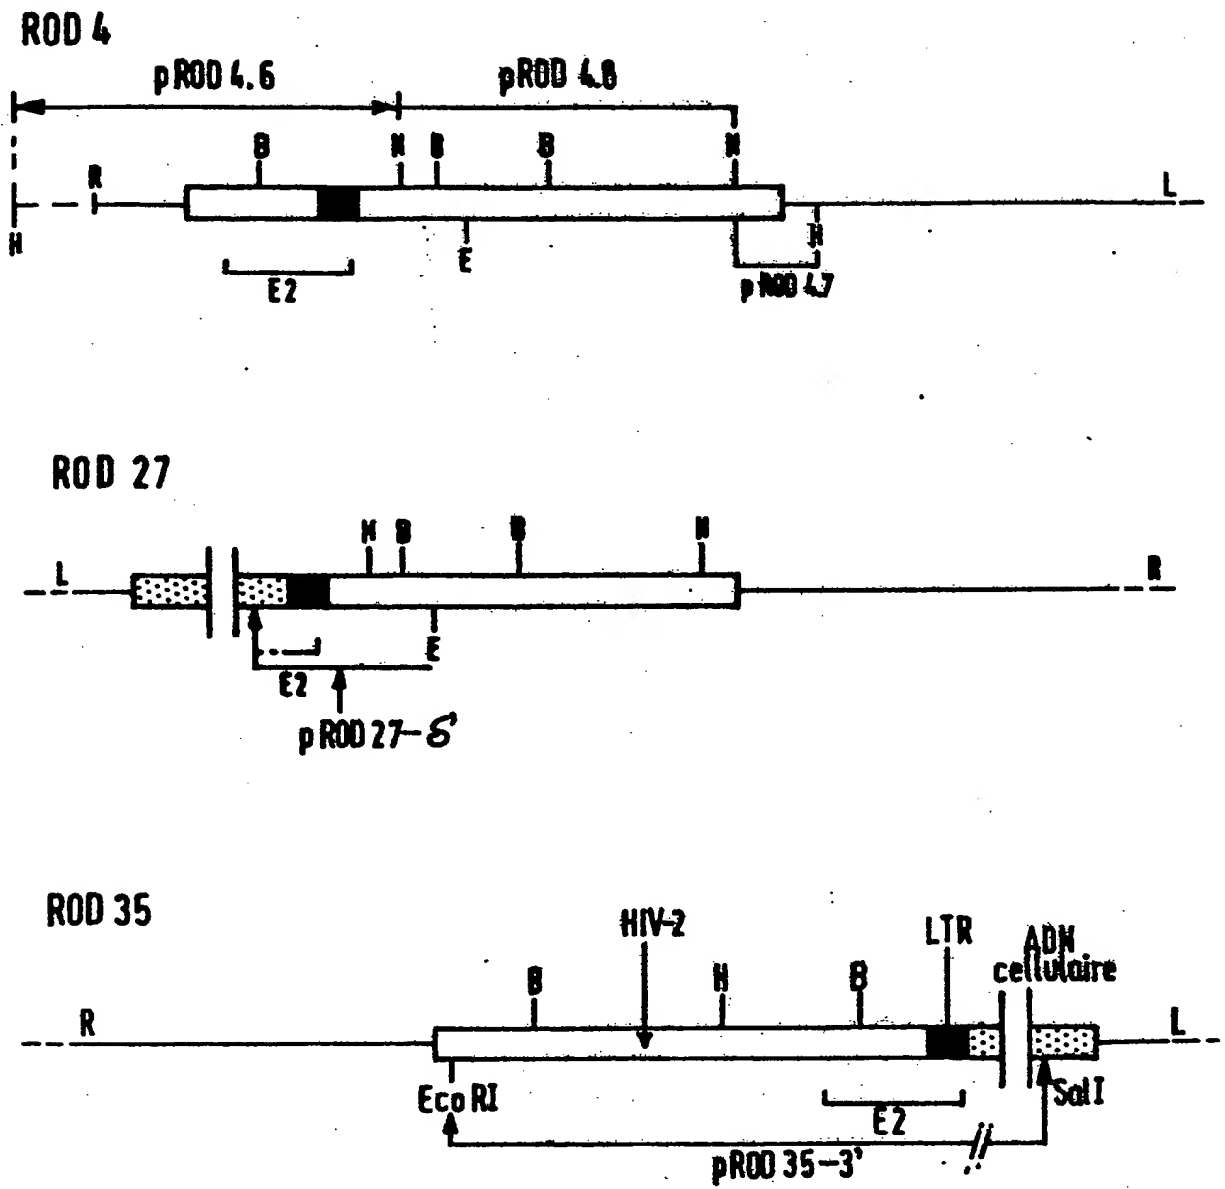 ROD 4
pROD 4.6
pROD 4.8
B H B B H
R L
H E H
E2
pROD 4.7
ROD 27
H B B H
L R
E
E2
pROD 27-5'
ROD 35
HIV-2
LTR
ADN
cellulaire
B H B
R L
EcoRI SalI
E2
pROD 35-3'